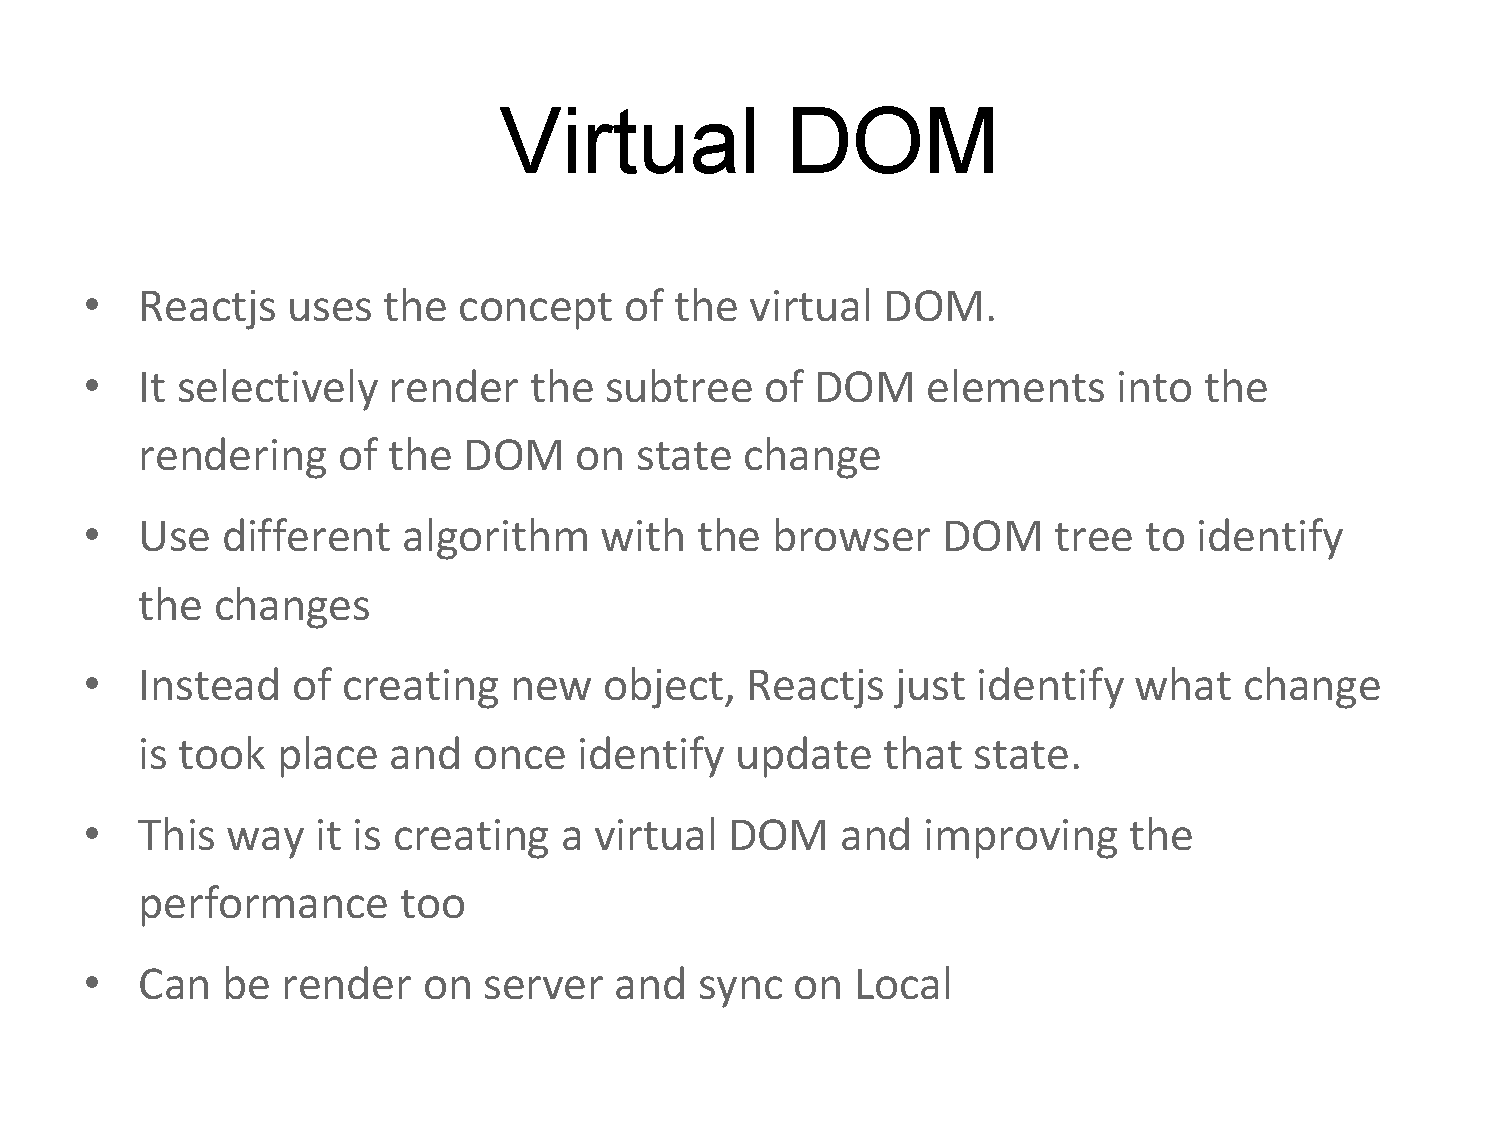 Virtual DOM
• Reactjs uses the concept of the virtual DOM.
• It selectively render the subtree of DOM elements into the
rendering of the DOM on state change
• Use different algorithm with the browser DOM tree to identify
the changes
• Instead of creating new object, Reactjs just identify what change
is took place and once identify update that state.
• This way it is creating a virtual DOM and improving the
performance too
• Can be render on server and sync on Local